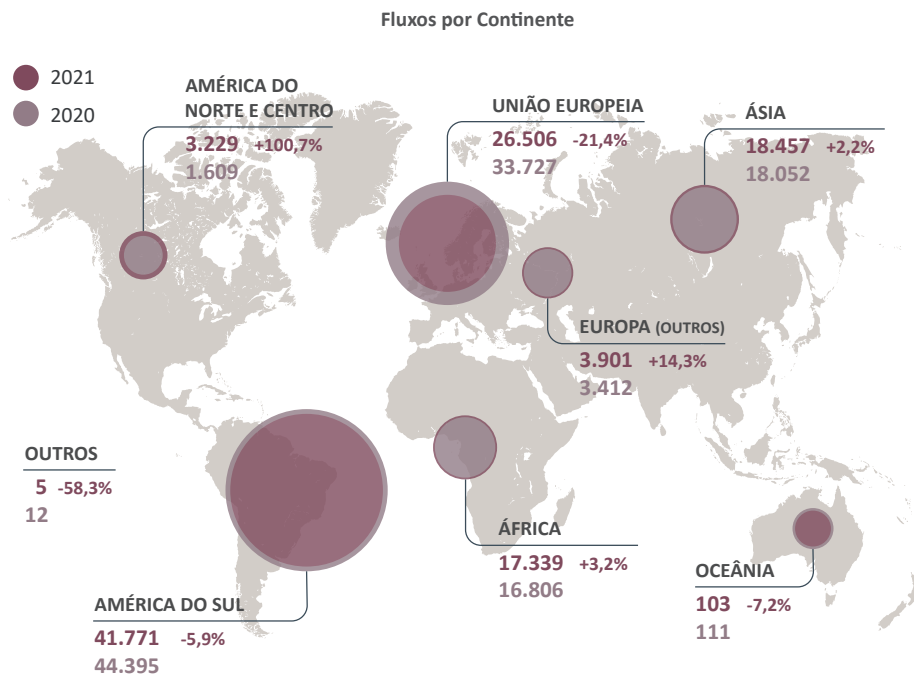 Fluxos por Continente
2021
2020
AMÉRICA DO
NORTE E CENTRO
3.229 +100,7%
1.609
UNIÃO EUROPEIA
26.506 -21,4%
33.727
ÁSIA
18.457 +2,2%
18.052
EUROPA (OUTROS)
3.901 +14,3%
3.412
OUTROS
5 -58,3%
12
ÁFRICA
17.339 +3,2%
16.806
OCEÂNIA
103 -7,2%
111
AMÉRICA DO SUL
41.771 -5,9%
44.395